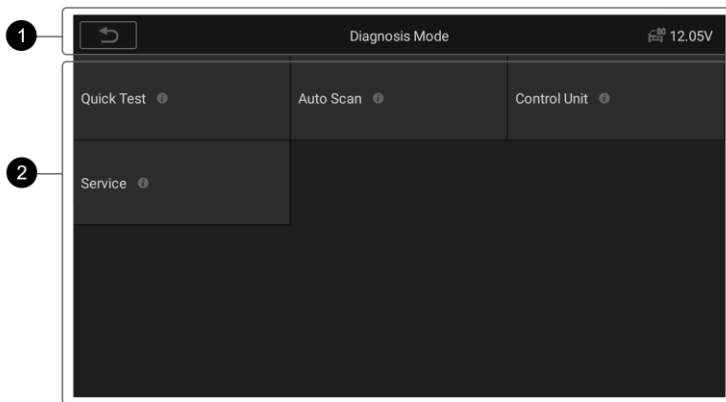 1
Diagnosis Mode
12.05V
Quick Test
Auto Scan
Control Unit
2
Service